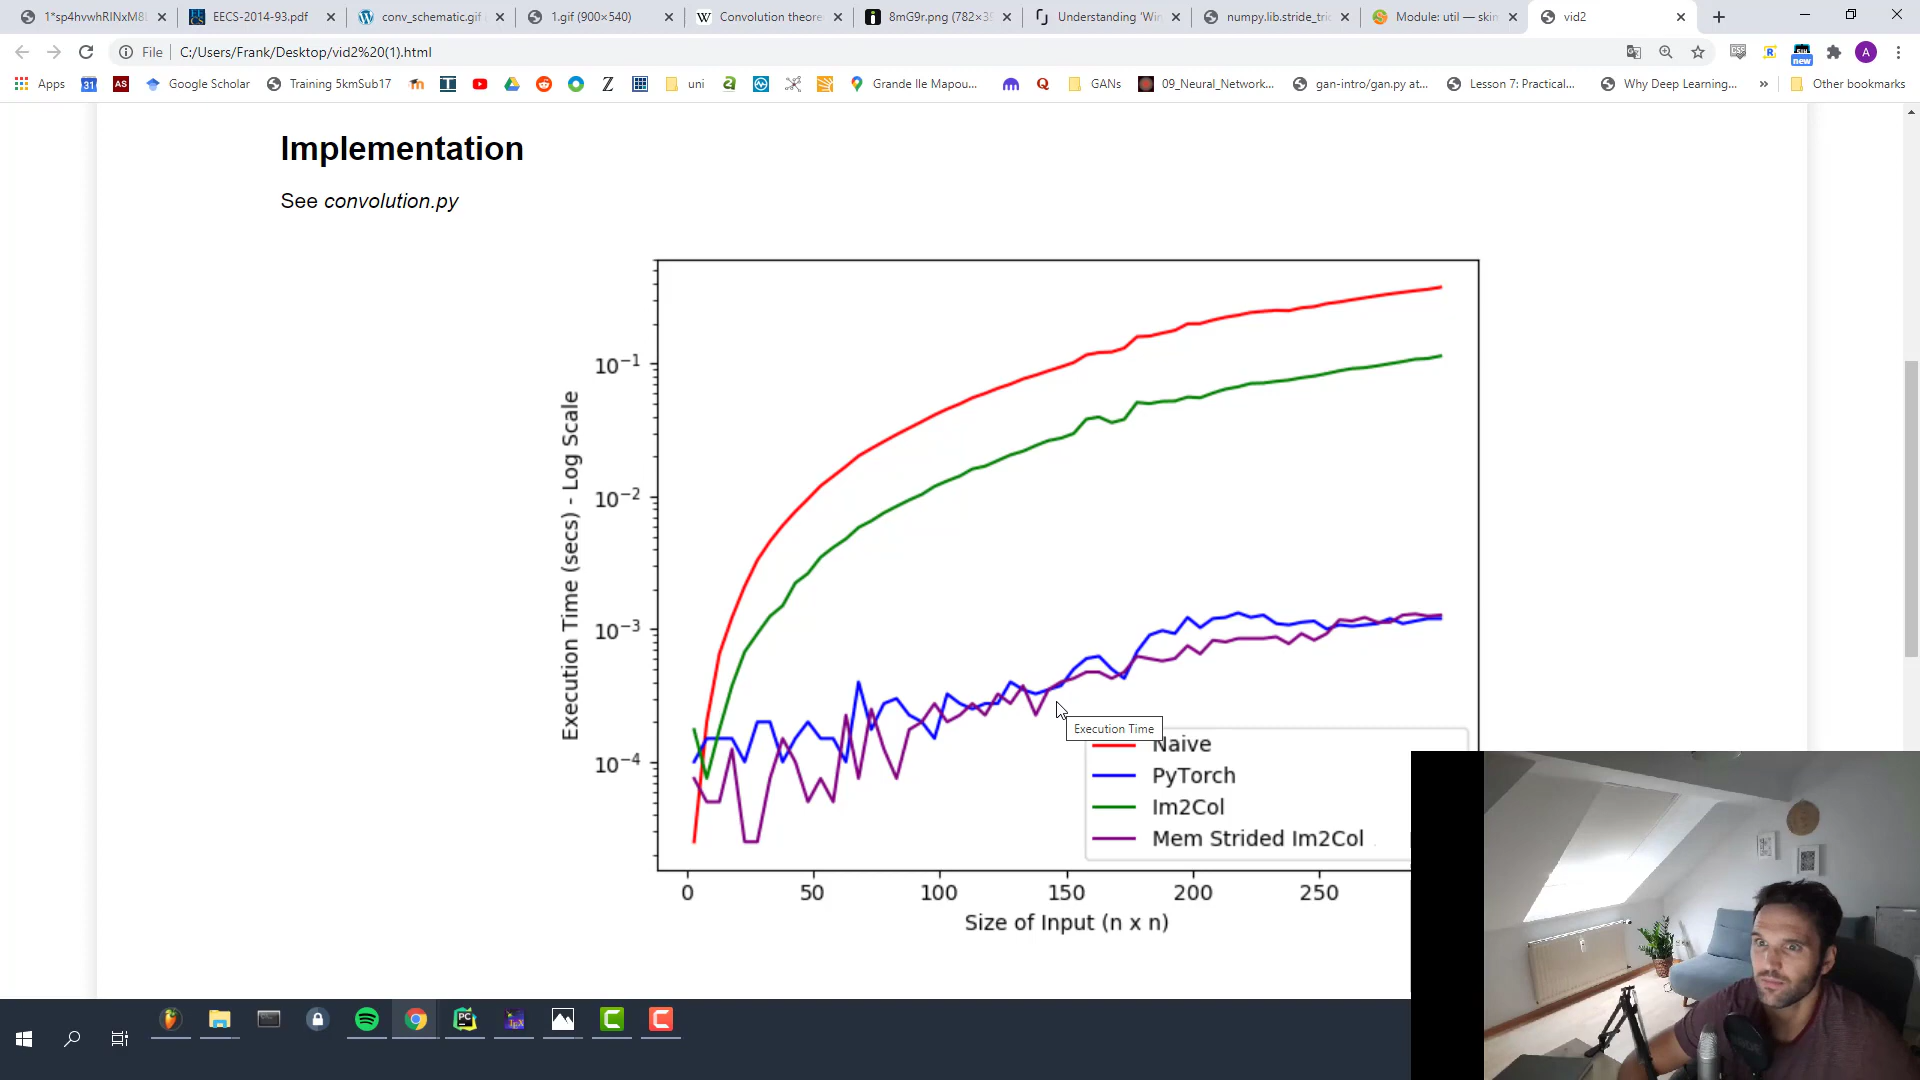 1*sp4hvwhRINxM8
EECS-2014-93.pdf
conv_schematic.gif
1.gif (900×540)
Convolution theore
8mG9r.png (782×3
Understanding 'Wi
numpy.lib.stride_tric
Module: util — skin
vid2
File
C:/Users/Frank/Desktop/vid2%20(1).html
new
A
Apps
31
AS
Google Scholar
Training 5kmSub17
uni
Grande Ile Mapou...
GANs
09_Neural_Network...
gan-intro/gan.py at...
Lesson 7: Practical...
Why Deep Learning...
»
Other bookmarks
Implementation
See convolution.py
Execution Time (secs) - Log Scale
10⁻¹
10⁻²
10⁻³
10⁻⁴
Execution Time
Naive
PyTorch
Im2Col
Mem Strided Im2Col
0 50 100 150 200 250
Size of Input (n x n)